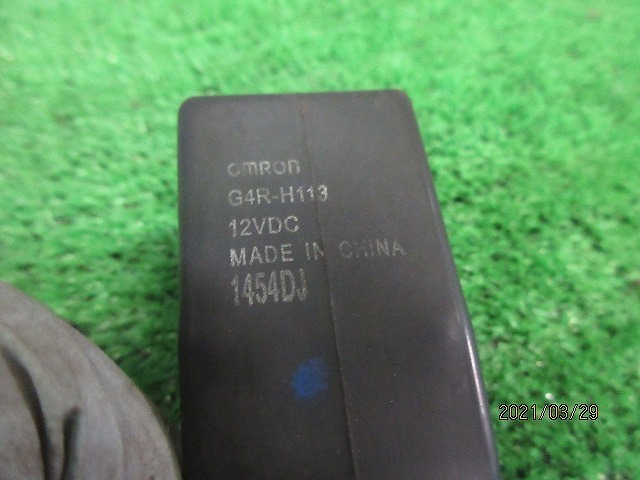 omron
G4R-H113
12VDC
MADE IN CHINA
1454DJ
2021/03/29